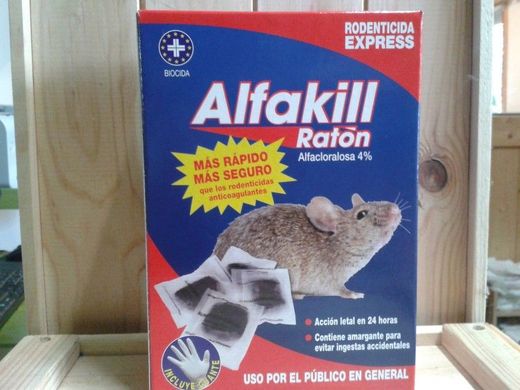 RODENTICIDA
EXPRESS
BIOCIDA
Alfakill
Ratón
Alfacloralosa 4%
MÁS RÁPIDO
MÁS SEGURO
que los rodenticidas
anticoagulantes
Acción letal en 24 horas
Contiene amargante para
evitar ingestas accidentales
INCLUYE GUANTE
USO POR EL PÚBLICO EN GENERAL